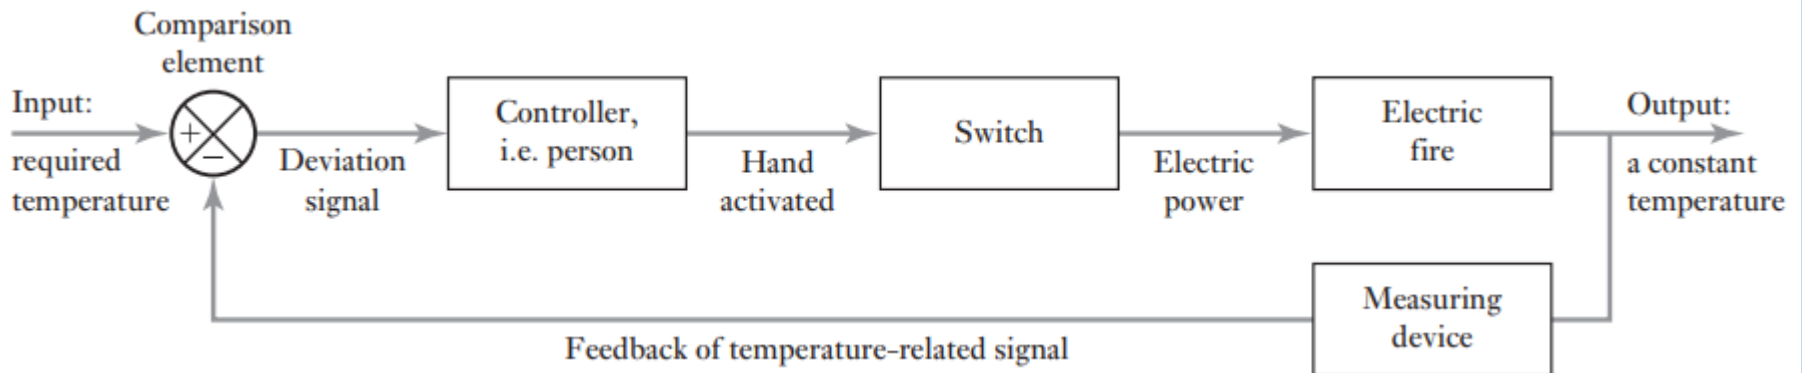 Comparison
element
Input:
required
temperature
+
−
Deviation
signal
Controller,
i.e. person
Hand
activated
Switch
Electric
power
Electric
fire
Output:
a constant
temperature
Measuring
device
Feedback of temperature-related signal